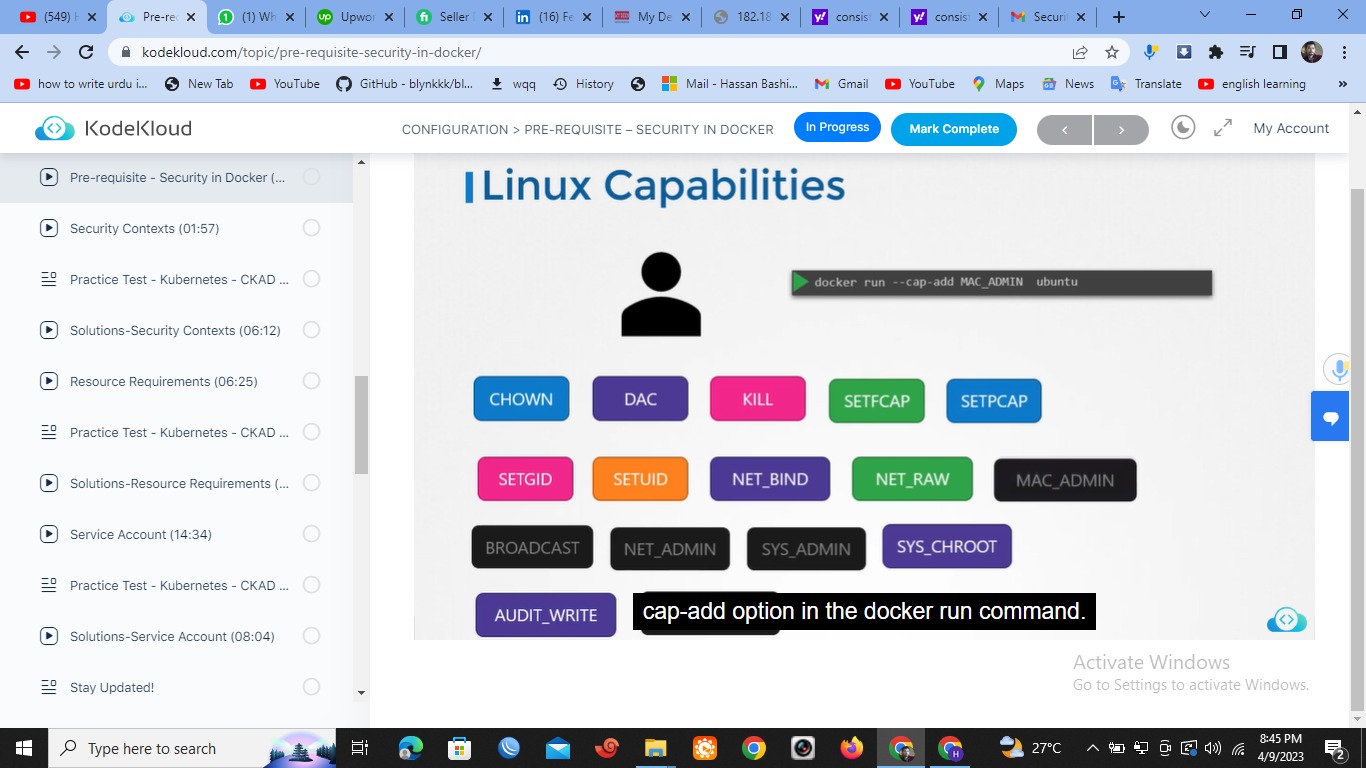 (549) H
Pre-re
(1) Wh
Upwor
Seller
(16) Fe
My De
182.18
consist
consist
Securit
kodekloud.com/topic/pre-requisite-security-in-docker/
how to write urdu i...
New Tab
YouTube
GitHub - blynkkk/bl...
wqq
History
Mail - Hassan Bashi...
Gmail
YouTube
Maps
News
Translate
english learning
»
KodeKloud
CONFIGURATION > PRE-REQUISITE – SECURITY IN DOCKER
In Progress
Mark Complete
My Account
Pre-requisite - Security in Docker (...
Security Contexts (01:57)
Practice Test - Kubernetes - CKAD ...
Solutions-Security Contexts (06:12)
Resource Requirements (06:25)
Practice Test - Kubernetes - CKAD ...
Solutions-Resource Requirements (...
Service Account (14:34)
Practice Test - Kubernetes - CKAD ...
Solutions-Service Account (08:04)
Stay Updated!
Linux Capabilities
docker run --cap-add MAC_ADMIN ubuntu
CHOWN
DAC
KILL
SETFCAP
SETPCAP
SETGID
SETUID
NET_BIND
NET_RAW
MAC_ADMIN
BROADCAST
NET_ADMIN
SYS_ADMIN
SYS_CHROOT
AUDIT_WRITE
cap-add option in the docker run command.
Activate Windows
Go to Settings to activate Windows.
Type here to search
27°C
8:45 PM
4/9/2023
2